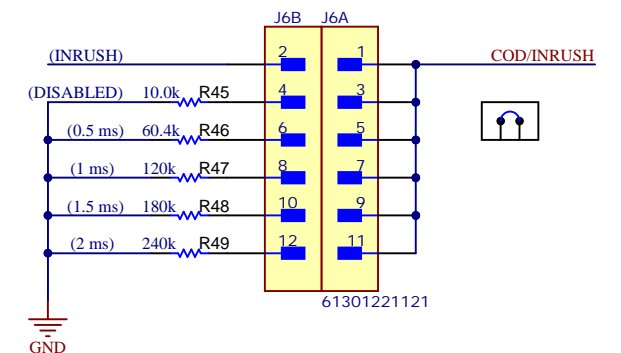 J6B J6A
(INRUSH) 2 1 COD/INRUSH
(DISABLED) 10.0k R45 4 3
(0.5 ms) 60.4k R46 6 5
(1 ms) 120k R47 8 7
(1.5 ms) 180k R48 10 9
(2 ms) 240k R49 12 11
61301221121
GND